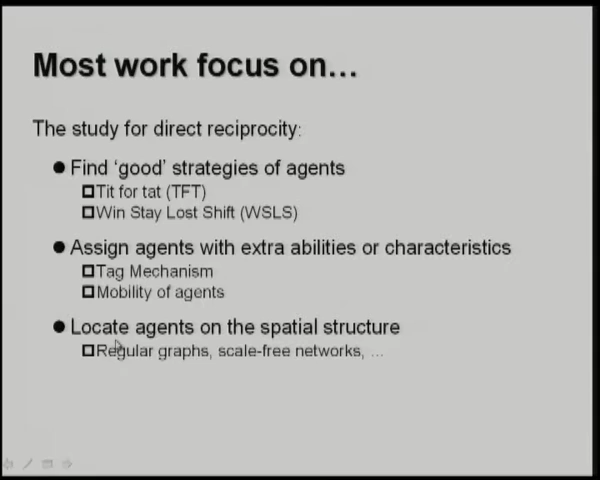 Most work focus on…
The study for direct reciprocity:
Find ‘good’ strategies of agents
Tit for tat (TFT)
Win Stay Lost Shift (WSLS)
Assign agents with extra abilities or characteristics
Tag Mechanism
Mobility of agents
Locate agents on the spatial structure
Regular graphs, scale-free networks, …